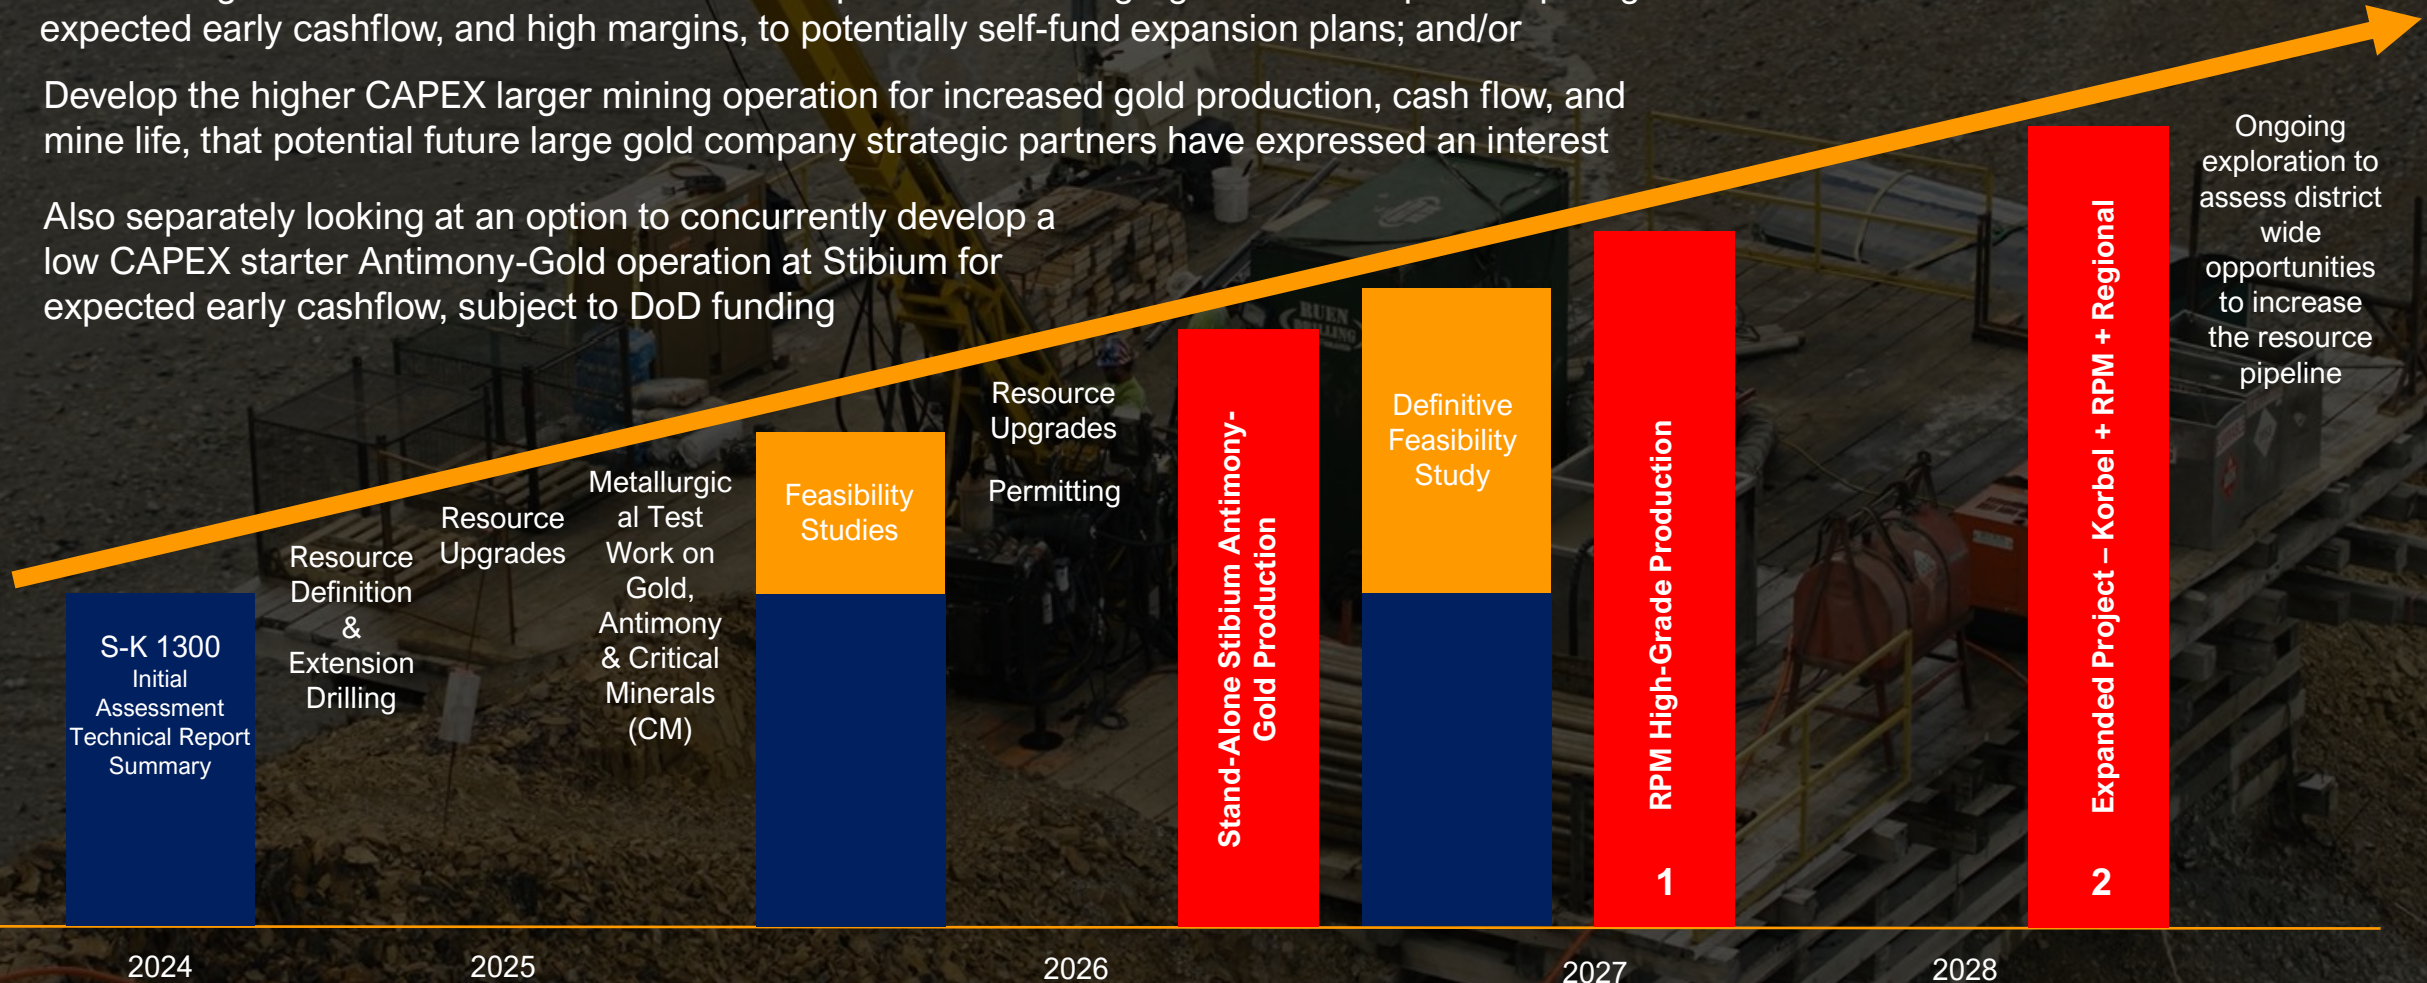 expected early cashflow, and high margins, to potentially self-fund expansion plans; and/or
Develop the higher CAPEX larger mining operation for increased gold production, cash flow, and
mine life, that potential future large gold company strategic partners have expressed an interest
Also separately looking at an option to concurrently develop a
low CAPEX starter Antimony-Gold operation at Stibium for
expected early cashflow, subject to DoD funding
S-K 1300
Initial
Assessment
Technical Report
Summary
Resource
Definition
&
Extension
Drilling
Resource
Upgrades
Metallurgic
al Test
Work on
Gold,
Antimony
& Critical
Minerals
(CM)
Feasibility
Studies
Resource
Upgrades
Permitting
Stand-Alone Stibium Antimony-
Gold Production
Definitive
Feasibility
Study
RPM High-Grade Production
1
Expanded Project – Korbel + RPM + Regional
2
Ongoing
exploration to
assess district
wide
opportunities
to increase
the resource
pipeline
RUEN
DRILLING
2024
2025
2026
2027
2028